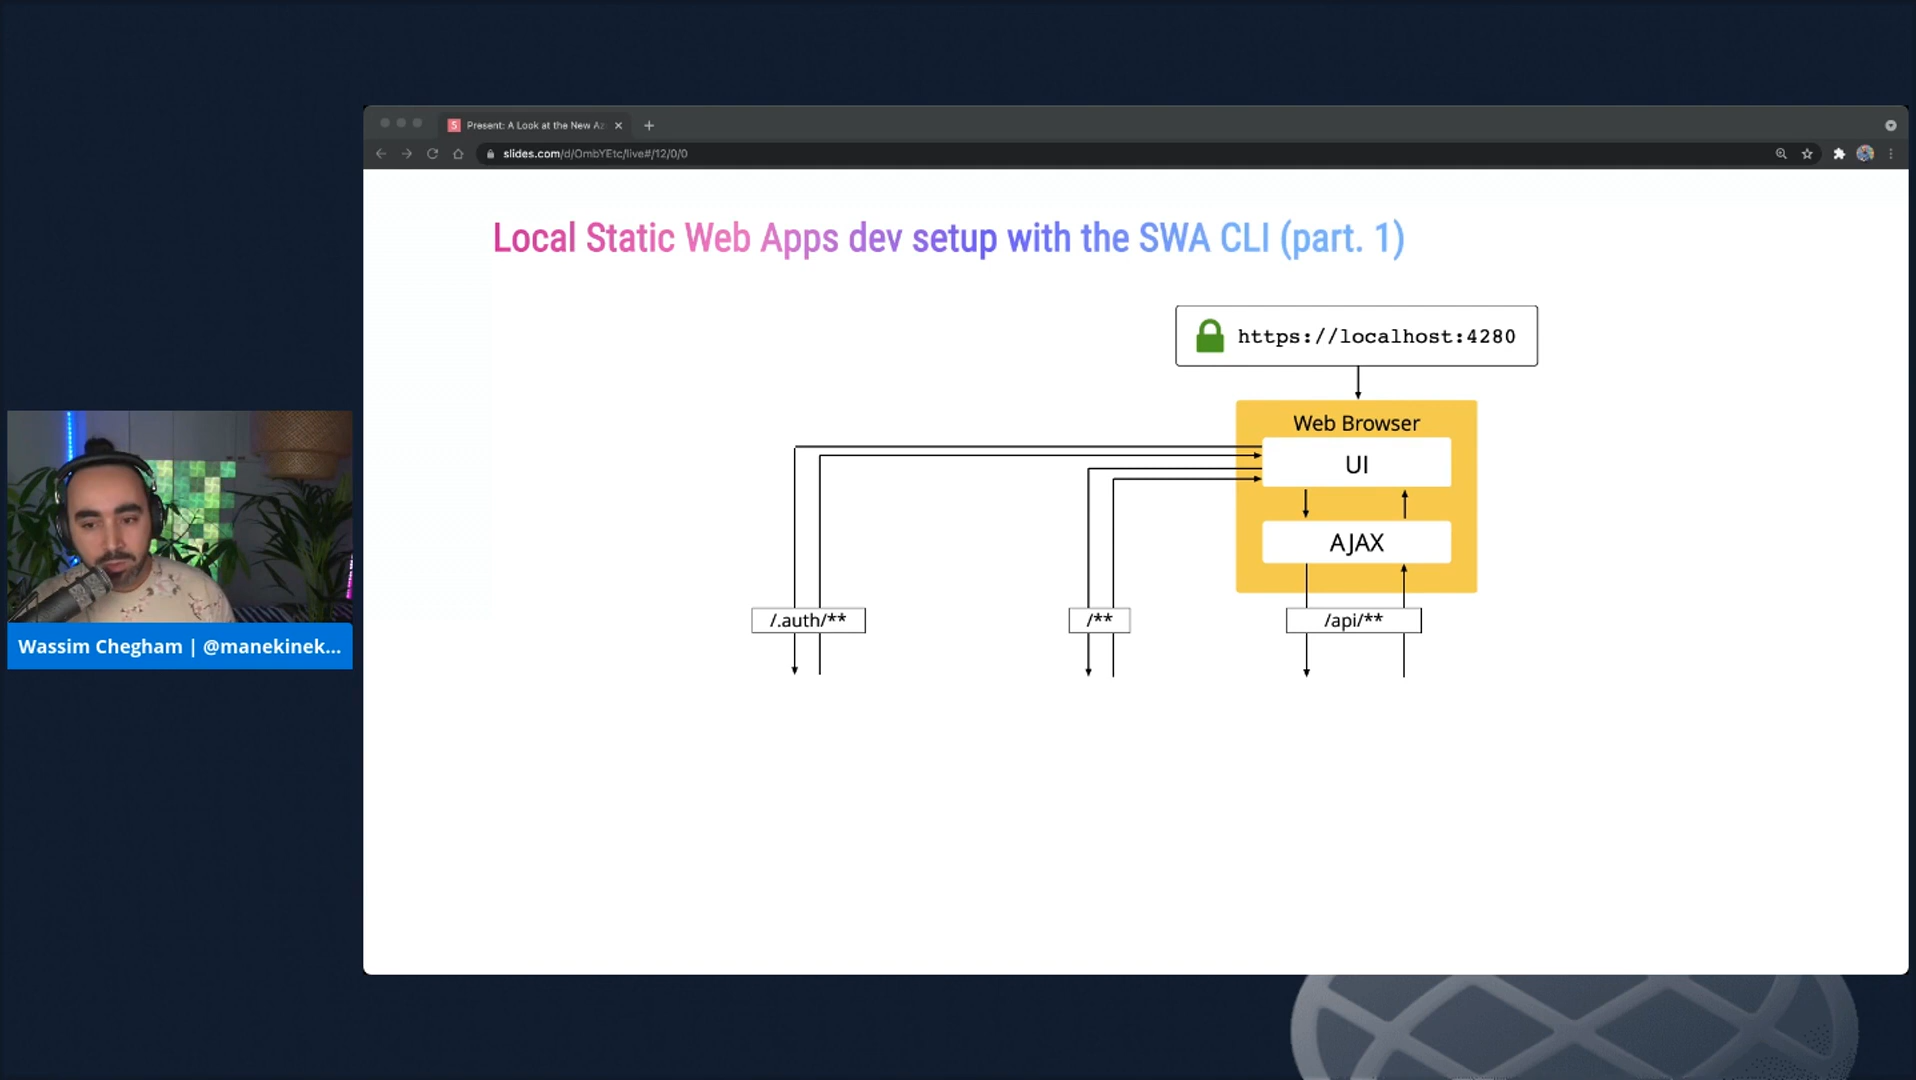 S Present: A Look at the New Az
slides.com/d/OmbYEtc/live#/12/0/0
Local Static Web Apps dev setup with the SWA CLI (part. 1)
https://localhost:4280
Web Browser
UI
AJAX
/.auth/**
/**
/api/**
Wassim Chegham | @manekinek...